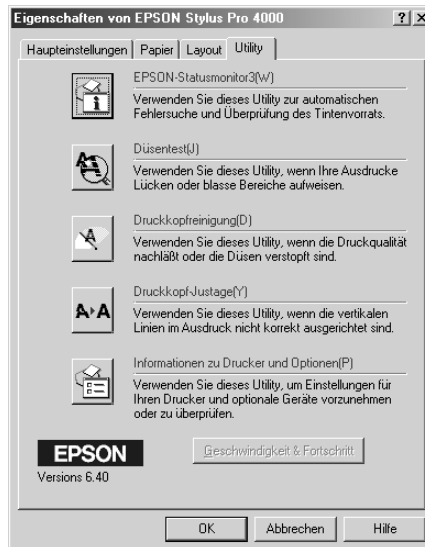 Eigenschaften von EPSON Stylus Pro 4000
Haupteinstellungen Papier Layout Utility
EPSON-Statusmonitor3(W)
Verwenden Sie dieses Utility zur automatischen
Fehlersuche und Überprüfung des Tintenvorrats.
Düsentest(J)
Verwenden Sie dieses Utility, wenn Ihre Ausdrucke
Lücken oder blasse Bereiche aufweisen.
Druckkopfreinigung(D)
Verwenden Sie dieses Utility, wenn die Druckqualität
nachläßt oder die Düsen verstopft sind.
Druckkopf-Justage(Y)
Verwenden Sie dieses Utility, wenn die vertikalen
Linien im Ausdruck nicht korrekt ausgerichtet sind.
Informationen zu Drucker und Optionen(P)
Verwenden Sie dieses Utility, um Einstellungen für
Ihren Drucker und optionale Geräte vorzunehmen
oder zu überprüfen.
EPSON
Geschwindigkeit & Fortschritt
Versions 6.40
OK Abbrechen Hilfe